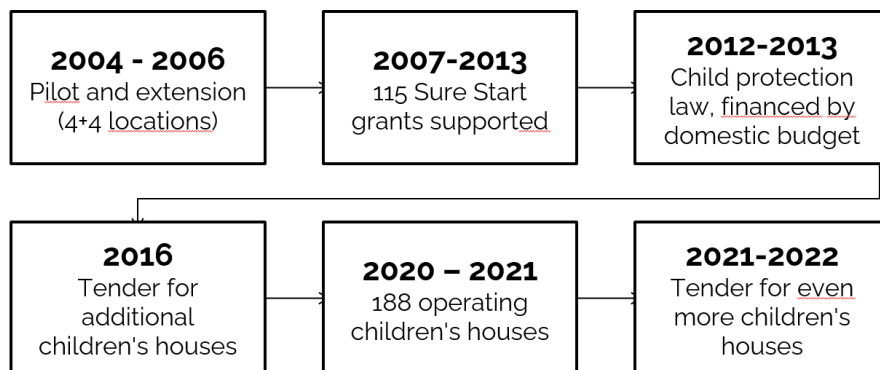 2004 - 2006
Pilot and extension
(4+4 locations)
2007-2013
115 Sure Start
grants supported
2012-2013
Child protection
law, financed by
domestic budget
2016
Tender for
additional
children's houses
2020 – 2021
188 operating
children's houses
2021-2022
Tender for even
more children's
houses